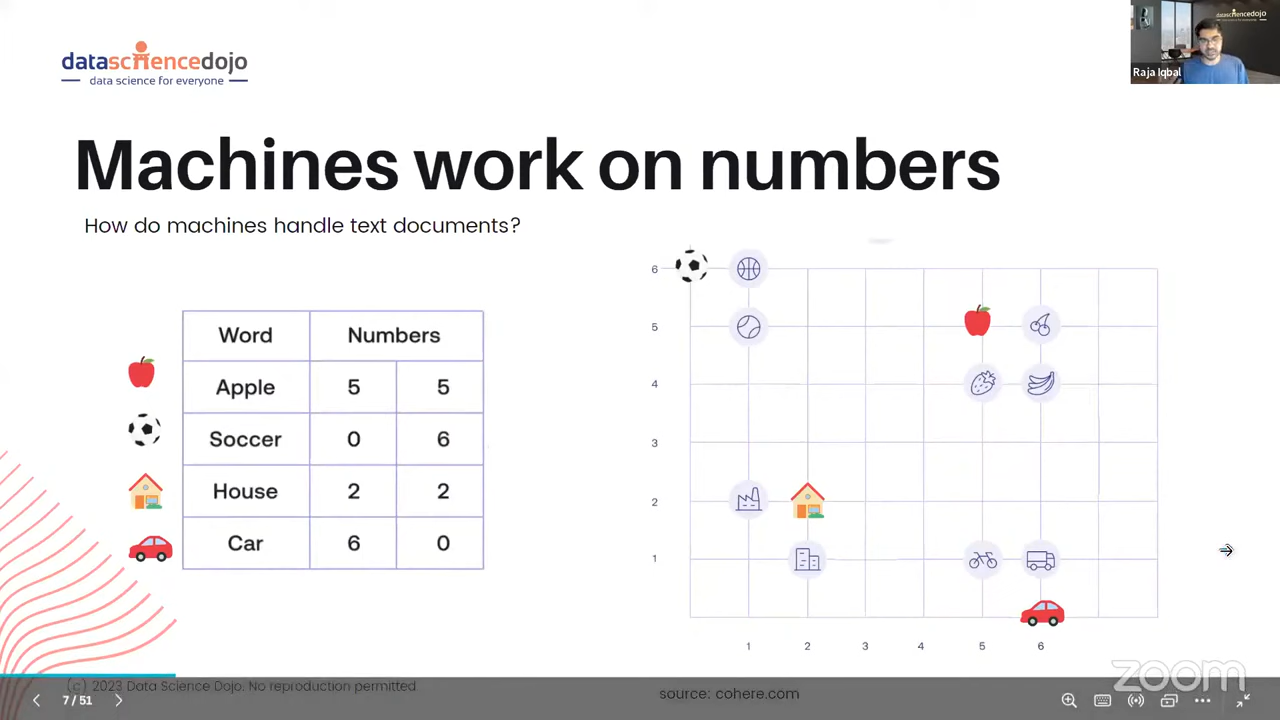 datasciencedojo
data science for everyone
datasciencedojo
Raja Iqbal
Machines work on numbers
How do machines handle text documents?
Word Numbers
Apple 5 5
Soccer 0 6
House 2 2
Car 6 0
6
5
4
3
2
1
1 2 3 4 5 6
zoom
(c) 2023 Data Science Dojo. No reproduction permitted
source: cohere.com
7 / 51